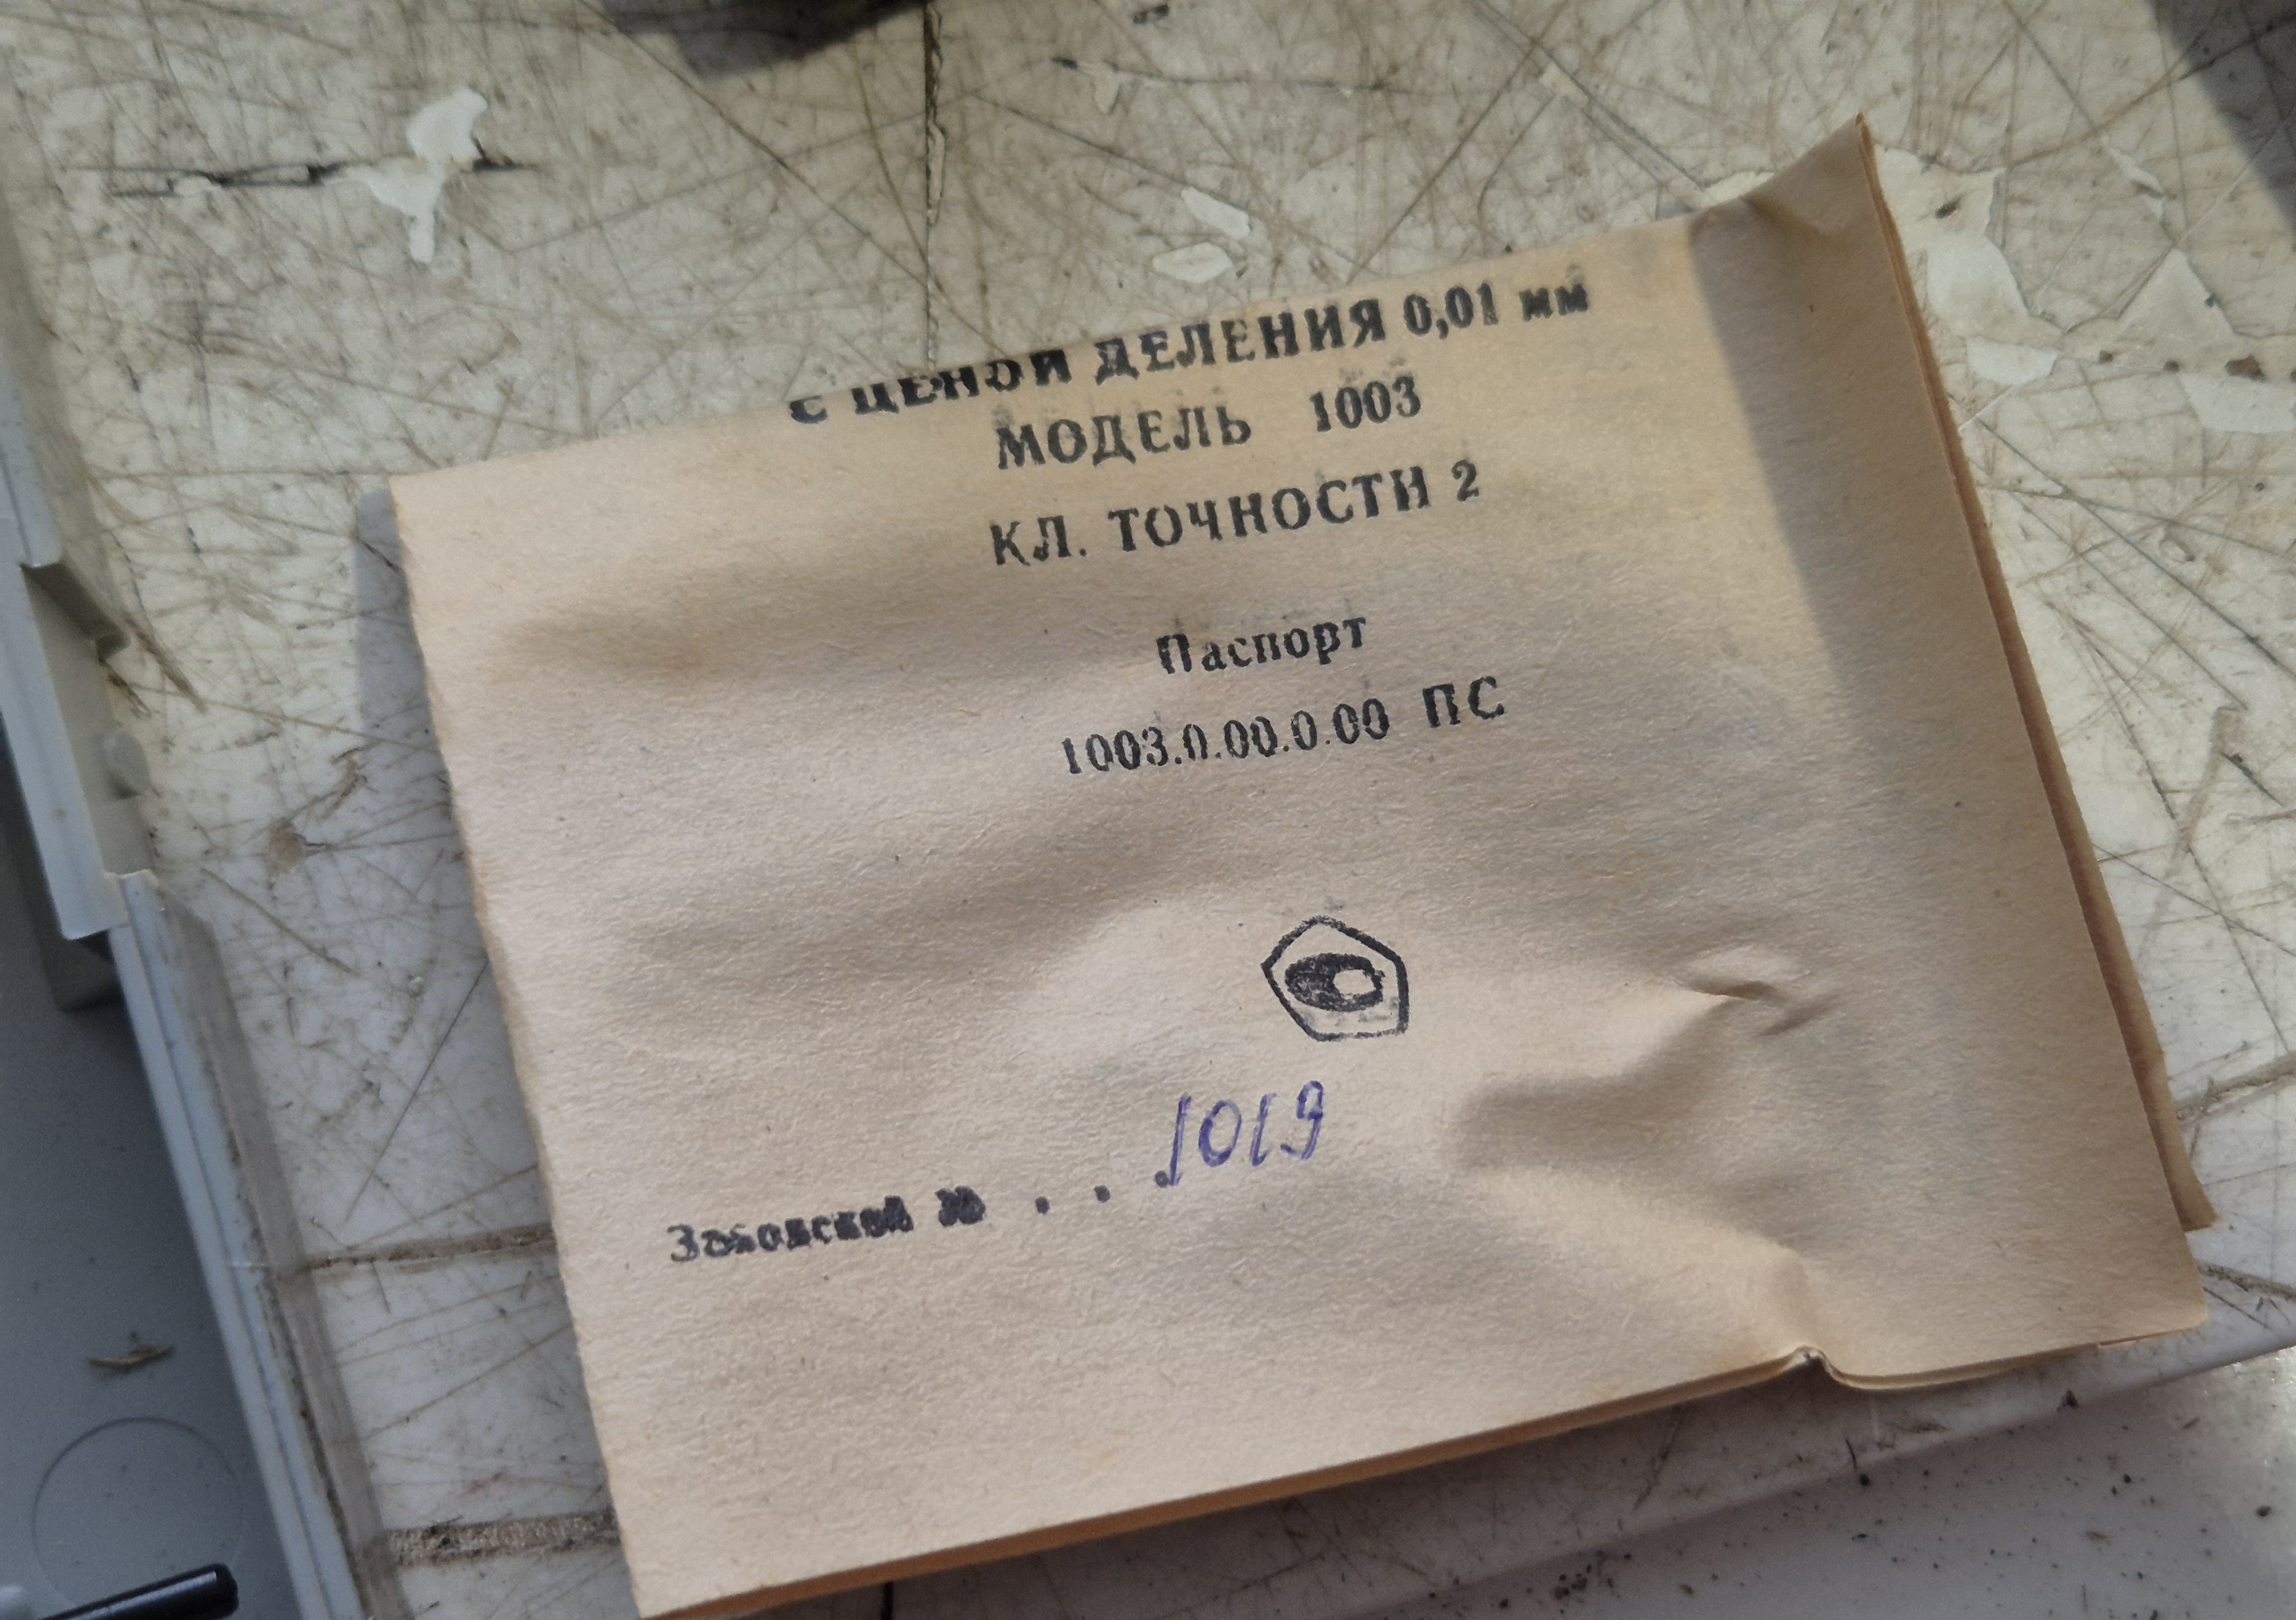 С ЦЕНОЙ ДЕЛЕНИЯ 0,01 мм
МОДЕЛЬ 1003
КЛ. ТОЧНОСТИ 2
Паспорт
1003.0.00.0.00 ПС
Заводской № . . . 1019